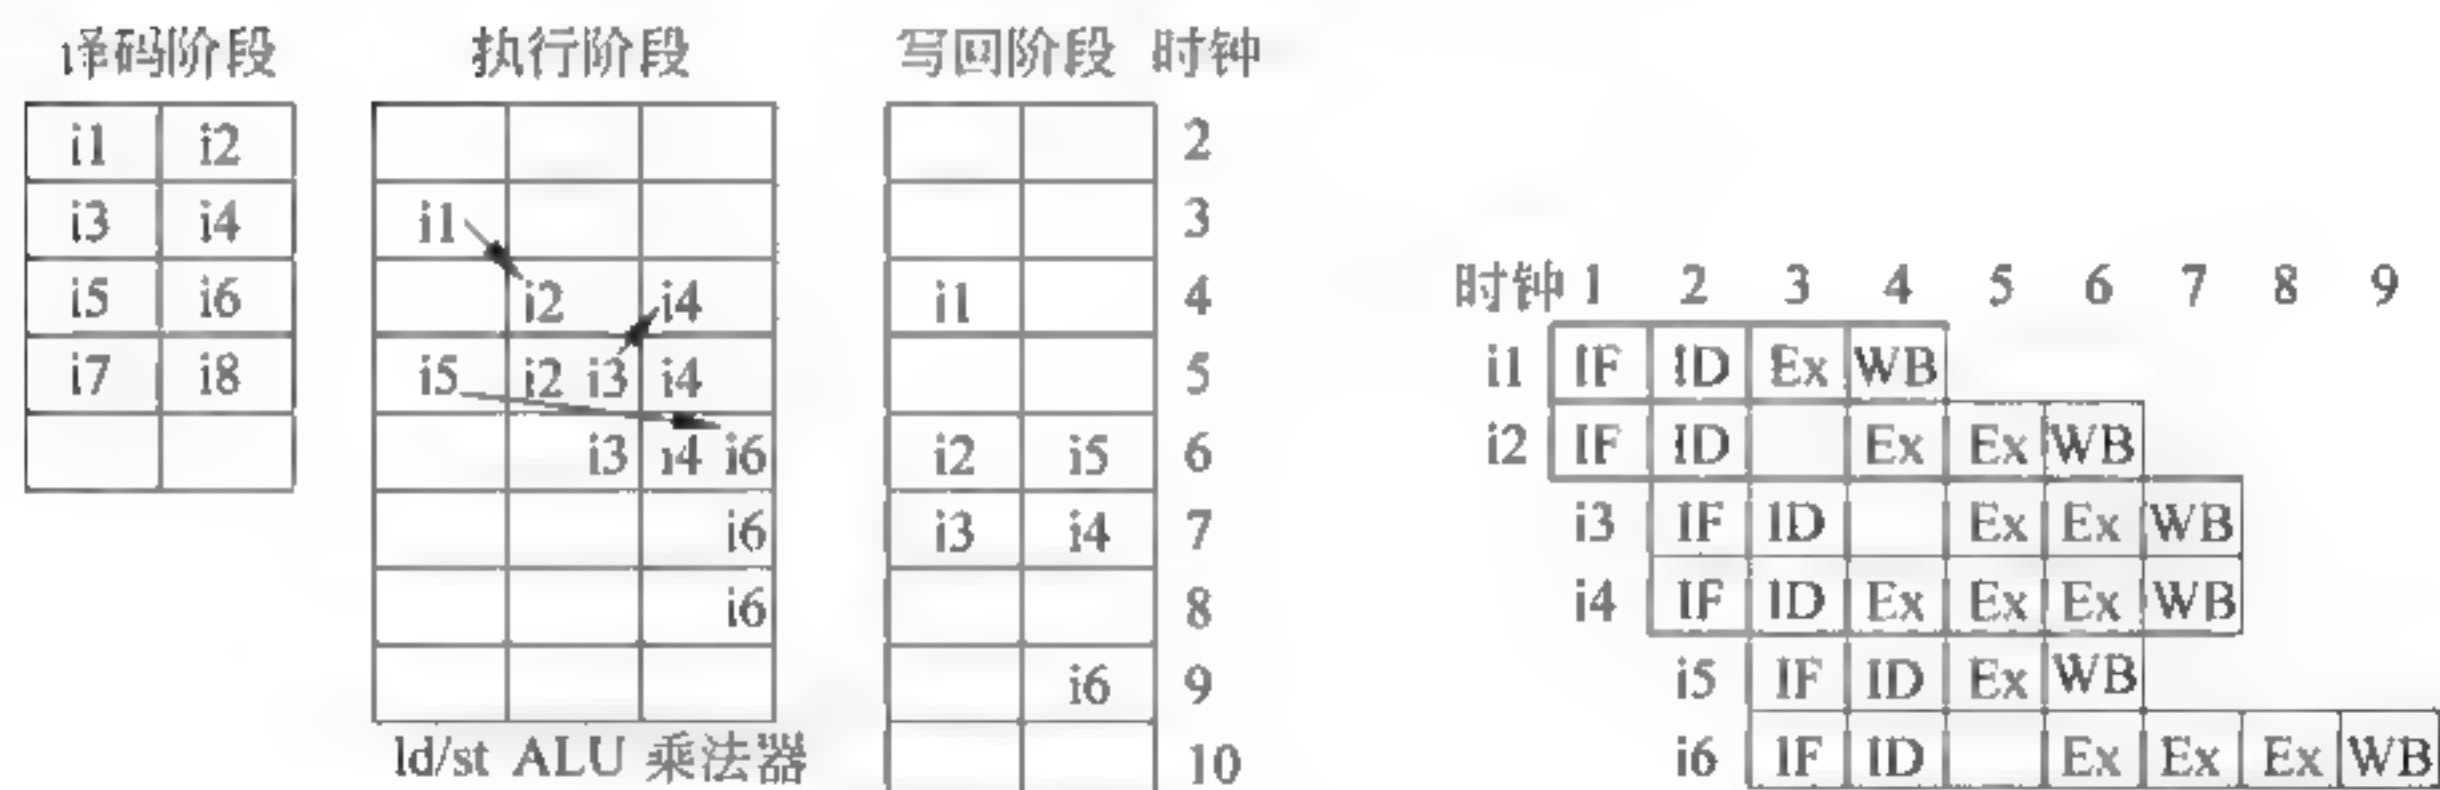 译码阶段 执行阶段 写回阶段 时钟
i1 i2 2
i3 i4 i1 3
i5 i6 i2 i4 i1 4
i7 i8 i5 i2 i3 i4 5
i3 i4 i6 i2 i5 6
i6 i3 i4 7
i6 8
i6 9
ld/st ALU 乘法器 10
时钟 1 2 3 4 5 6 7 8 9
i1 IF ID Ex WB
i2 IF ID Ex Ex WB
i3 IF ID Ex Ex WB
i4 IF ID Ex Ex Ex WB
i5 IF ID Ex WB
i6 IF ID Ex Ex Ex WB